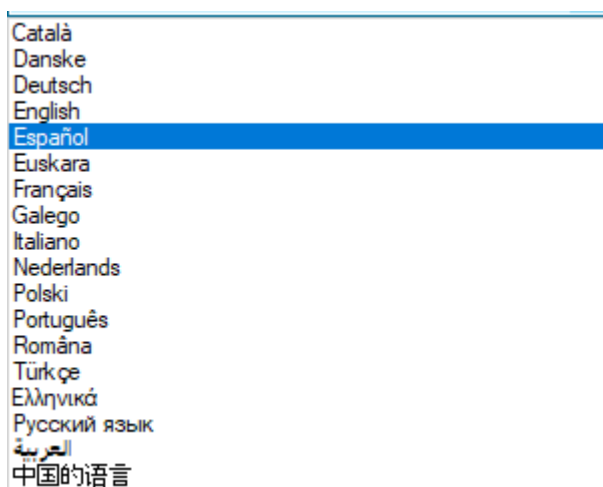 Català
Danske
Deutsch
English
Español
Euskara
Français
Galego
Italiano
Nederlands
Polski
Português
Româna
Türkçe
Ελληνικά
Русский язык
العربية
中国的语言